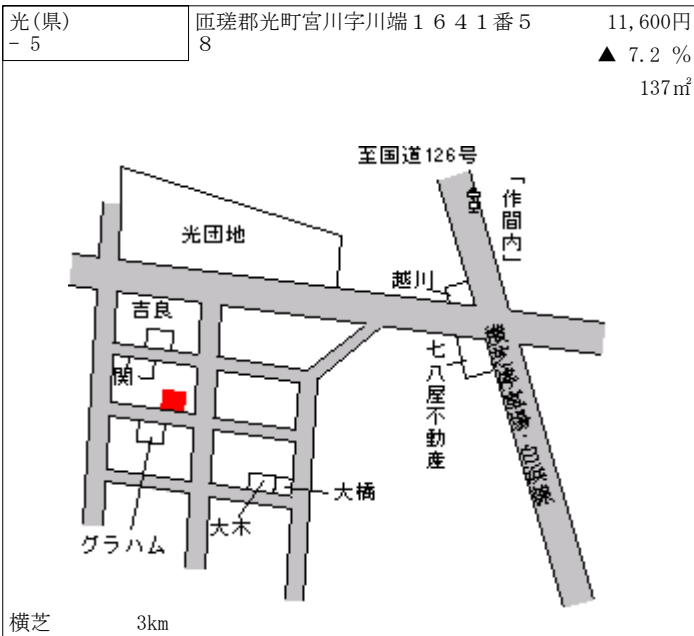 光(県)
- 5
匝瑳郡光町宮川字川端１６４１番５
８
11,600円
▲ 7.2 %
137㎡
至国道126号
「作間内」
光団地
越川
吉良
関
七八屋不動産
大橋
大木
グラハム
横芝 3km